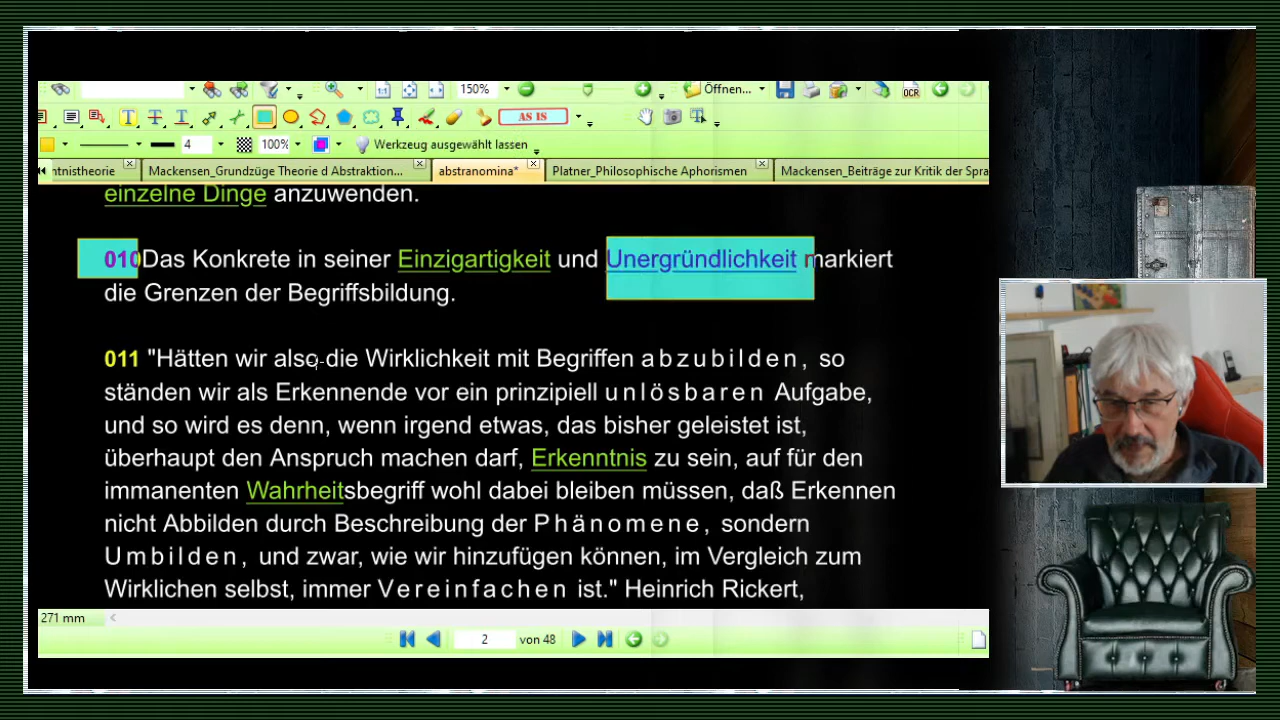 150%
Öffnen...
OCR
AS IS
4
100%
Werkzeug ausgewählt lassen
ntnistheorie
Mackensen_Grundzüge Theorie d Abstraktion...
abstranomina*
Platner_Philosophische Aphorismen
Mackensen_Beiträge zur Kritik der Spra
einzelne Dinge anzuwenden.
010 Das Konkrete in seiner Einzigartigkeit und Unergründlichkeit markiert
die Grenzen der Begriffsbildung.
011 "Hätten wir also die Wirklichkeit mit Begriffen abzubilden, so
ständen wir als Erkennende vor ein prinzipiell unlösbaren Aufgabe,
und so wird es denn, wenn irgend etwas, das bisher geleistet ist,
überhaupt den Anspruch machen darf, Erkenntnis zu sein, auf für den
immanenten Wahrheitsbegriff wohl dabei bleiben müssen, daß Erkennen
nicht Abbilden durch Beschreibung der Phänomene, sondern
Umbilden, und zwar, wie wir hinzufügen können, im Vergleich zum
Wirklichen selbst, immer Vereinfachen ist." Heinrich Rickert,
271 mm
2 von 48